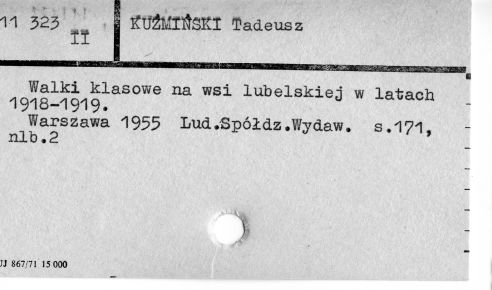 11 323
II
KUŹMIŃSKI Tadeusz
Walki klasowe na wsi lubelskiej w latach
1918-1919.
Warszawa 1955 Lud.Spółdz.Wydaw. s.171,
nlb.2
UJ 867/71 15 000